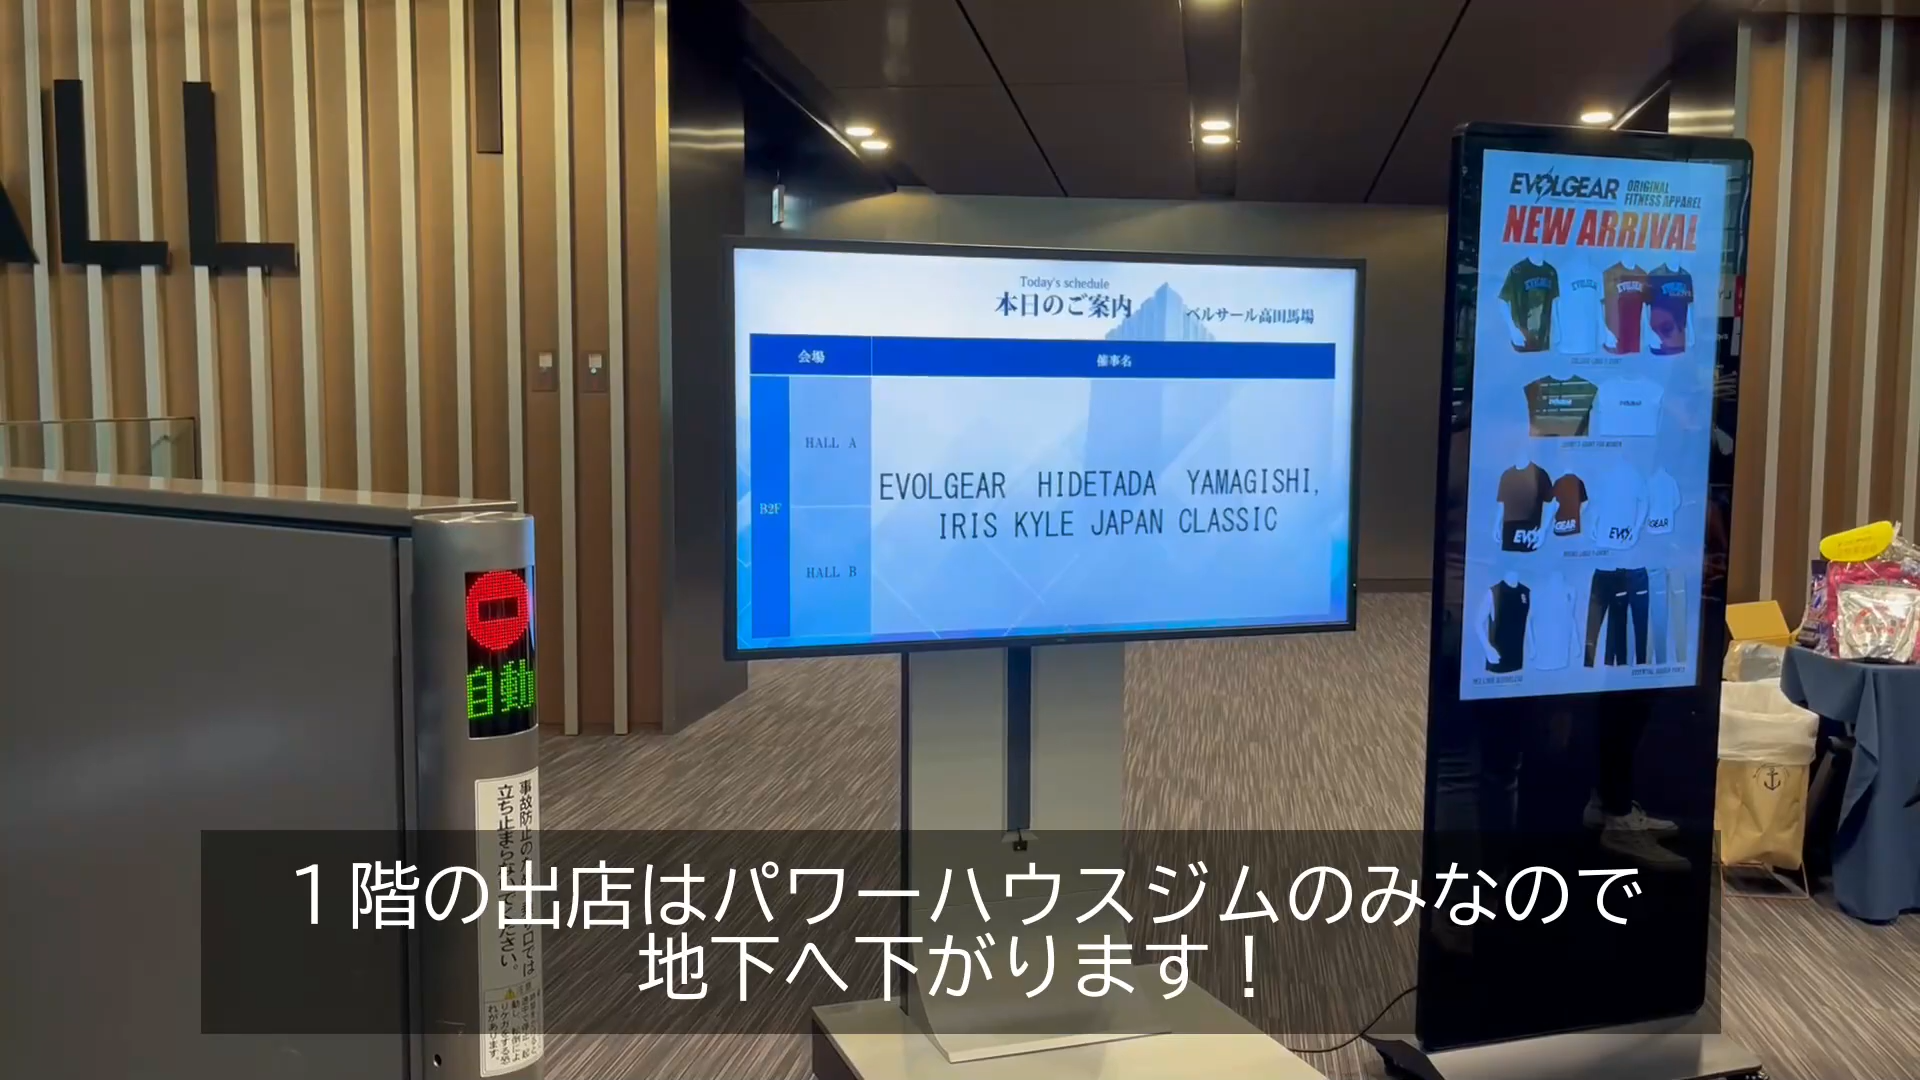 ALL
Today's schedule
本日のご案内
ベルサール高田馬場
会場
催事名
B2F
HALL A
HALL B
EVOLGEAR HIDETADA YAMAGISHI,
IRIS KYLE JAPAN CLASSIC
EVOLGEAR
ORIGINAL
FITNESS APPAREL
NEW ARRIVAL
自動
１階の出店はパワーハウスジムのみなので
地下へ下がります！